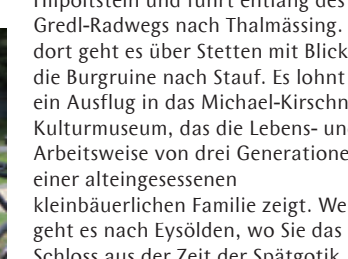 Hilpoltstein und führt entlang des
Gredl-Radwegs nach Thalmässing.
dort geht es über Stetten mit Blick
die Burgruine nach Stauf. Es lohnt
ein Ausflug in das Michael-Kirschn
Kulturmuseum, das die Lebens- un
Arbeitsweise von drei Generatione
einer alteingesessenen
kleinbäuerlichen Familie zeigt. We
geht es nach Eysölden, wo Sie das
Schloss aus der Zeit der Spätgotik